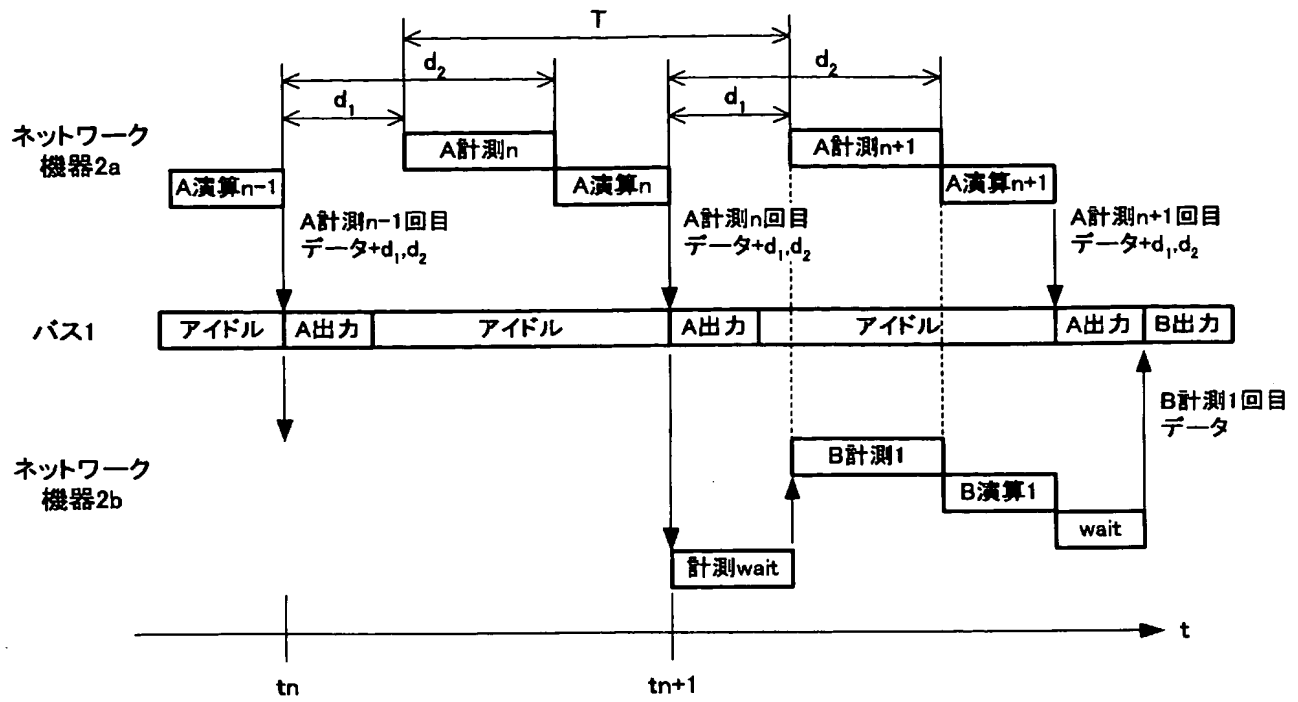 T
d₂
d₂
d₁
d₁
ネットワーク
機器2a
A計測n
A計測n+1
A演算n-1
A演算n
A演算n+1
A計測n-1回目
データ+d₁,d₂
A計測n回目
データ+d₁,d₂
A計測n+1回目
データ+d₁,d₂
バス1
アイドル
A出力
アイドル
A出力
アイドル
A出力
B出力
B計測1回目
データ
ネットワーク
機器2b
B計測1
B演算1
wait
計測wait
t
tn
tn+1